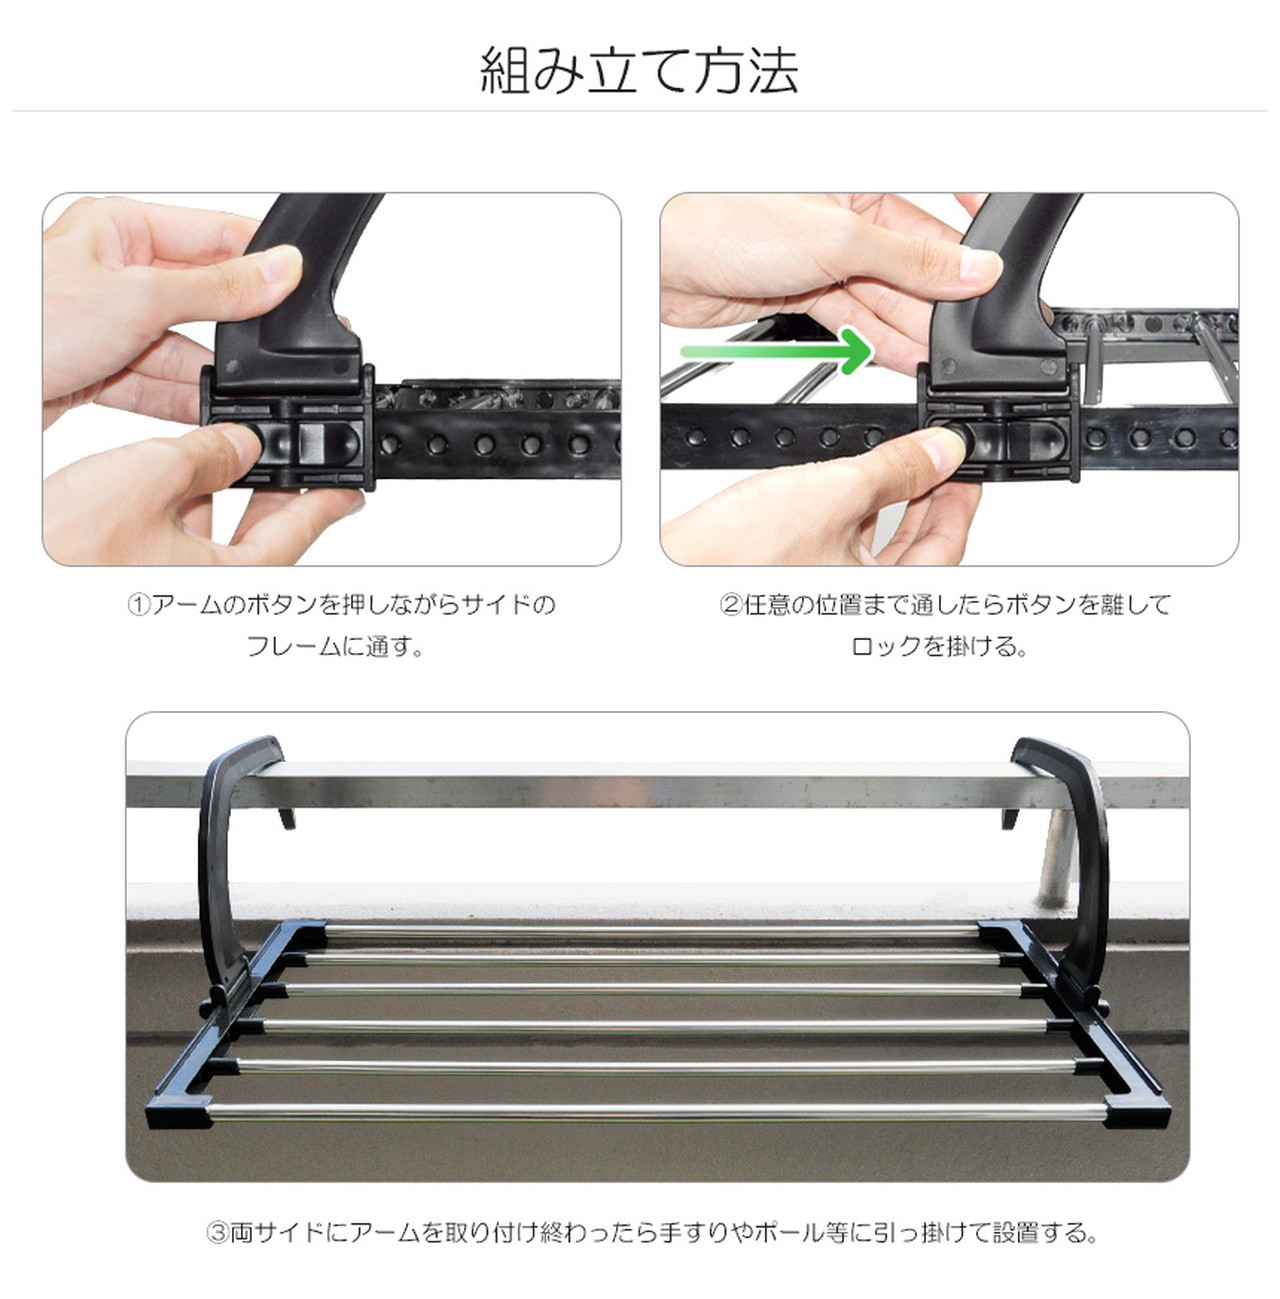 組み立て方法
①アームのボタンを押しながらサイドの
フレームに通す。
②任意の位置まで通したらボタンを離して
ロックを掛ける。
③両サイドにアームを取り付け終わったら手すりやポール等に引っ掛けて設置する。